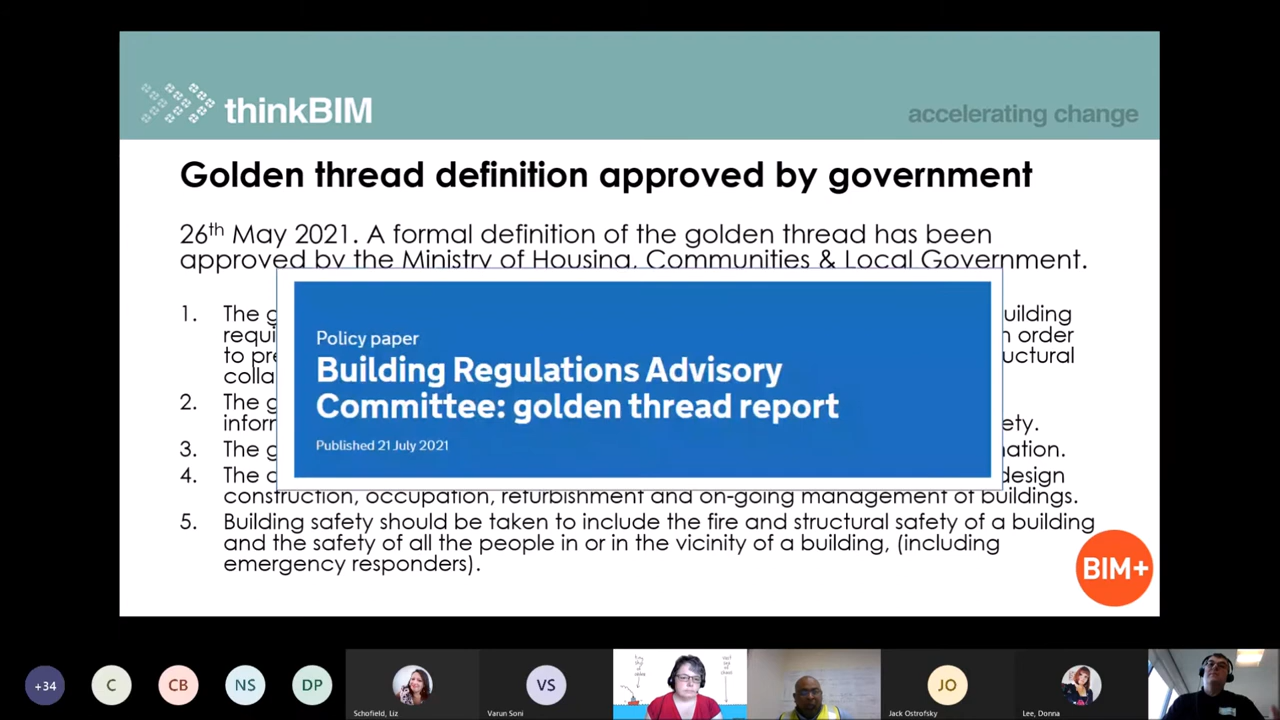 thinkBIM
accelerating change
Golden thread definition approved by government
26th May 2021. A formal definition of the golden thread has been
approved by the Ministry of Housing, Communities & Local Government.
1. The uilding
requi order
to pre uctural
colla
2. The
infor ety.
3. The ation.
4. The design
construction, occupation, refurbishment and on-going management of buildings.
5. Building safety should be taken to include the fire and structural safety of a building
and the safety of all the people in or in the vicinity of a building, (including
emergency responders).
Policy paper
Building Regulations Advisory
Committee: golden thread report
Published 21 July 2021
BIM+
+34
C
CB
NS
DP
Schofield, Liz
VS
Varun Soni
JO
Jack Ostrofsky
Lee, Donna